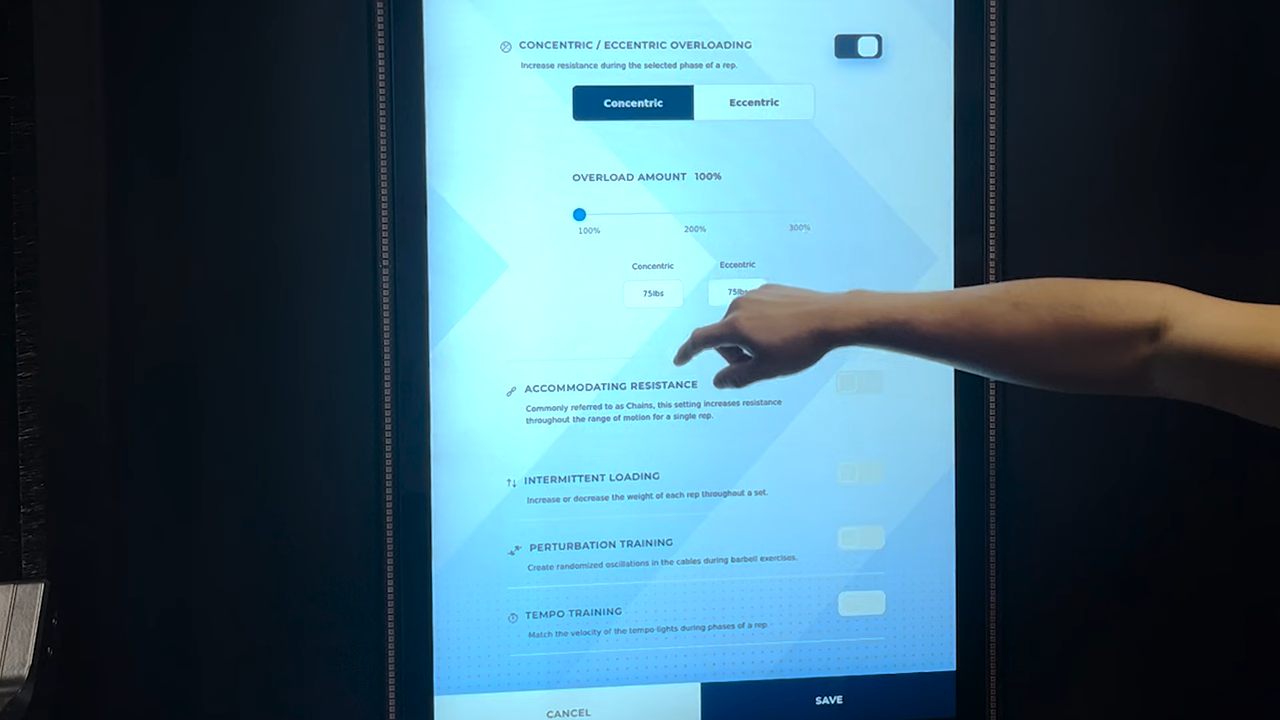 CONCENTRIC / ECCENTRIC OVERLOADING
Increase resistance during the selected phase of a rep.
Concentric
Eccentric
OVERLOAD AMOUNT 100%
100%
200%
300%
Concentric
Eccentric
75lbs
75lbs
ACCOMMODATING RESISTANCE
Commonly referred to as Chains, this setting increases resistance
throughout the range of motion for a single rep.
INTERMITTENT LOADING
Increase or decrease the weight of each rep throughout a set.
PERTURBATION TRAINING
Create randomized oscillations in the cables during barbell exercises.
TEMPO TRAINING
Match the velocity of the tempo lights during phases of a rep.
CANCEL
SAVE